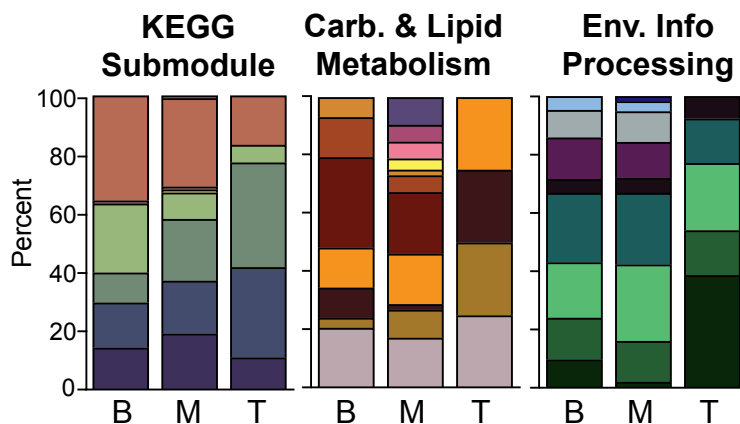 KEGG
Submodule
Carb. & Lipid
Metabolism
Env. Info
Processing
Percent
100
80
60
40
20
0
B M T
B M T
B M T